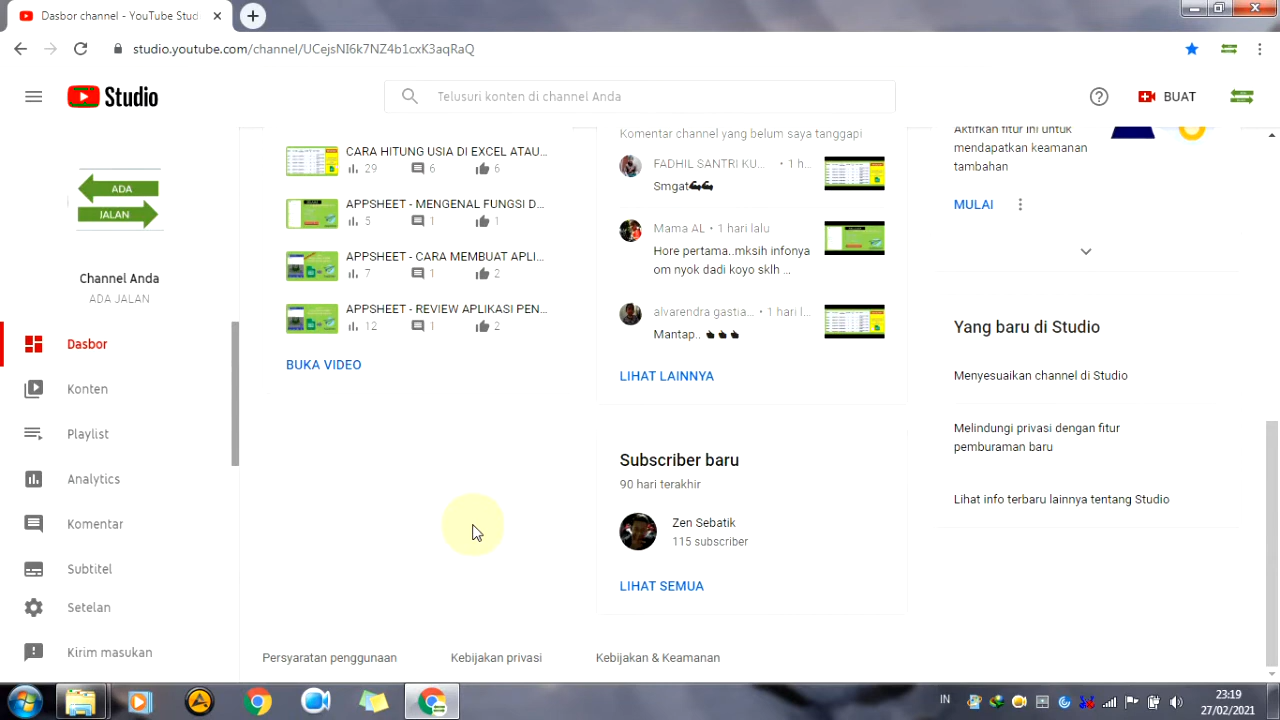 Dasbor channel - YouTube Stud
studio.youtube.com/channel/UCejsNI6k7NZ4b1cxK3aqRaQ
Studio
Telusuri konten di channel Anda
BUAT
ADA
JALAN
Channel Anda
ADA JALAN
Dasbor
Konten
Playlist
Analytics
Komentar
Subtitel
Setelan
Kirim masukan
CARA HITUNG USIA DI EXCEL ATAU...
29 6 6
APPSHEET - MENGENAL FUNGSI D...
5 1 1
APPSHEET - CARA MEMBUAT APLI...
7 1 2
APPSHEET - REVIEW APLIKASI PEN...
12 1 2
BUKA VIDEO
Komentar channel yang belum saya tanggapi
FADHIL SANTRI KU... • 1 h...
Smgat💪💪
Mama AL • 1 hari lalu
Hore pertama..mksih infonya
om nyok dadi koyo sklh ...
alvarendra gastia... • 1 hari l...
Mantap.. 👆👆👆
LIHAT LAINNYA
Subscriber baru
90 hari terakhir
Zen Sebatik
115 subscriber
LIHAT SEMUA
Aktifkan fitur ini untuk
mendapatkan keamanan
tambahan
MULAI
Yang baru di Studio
Menyesuaikan channel di Studio
Melindungi privasi dengan fitur
pemburaman baru
Lihat info terbaru lainnya tentang Studio
Persyaratan penggunaan
Kebijakan privasi
Kebijakan & Keamanan
IN
23:19
27/02/2021